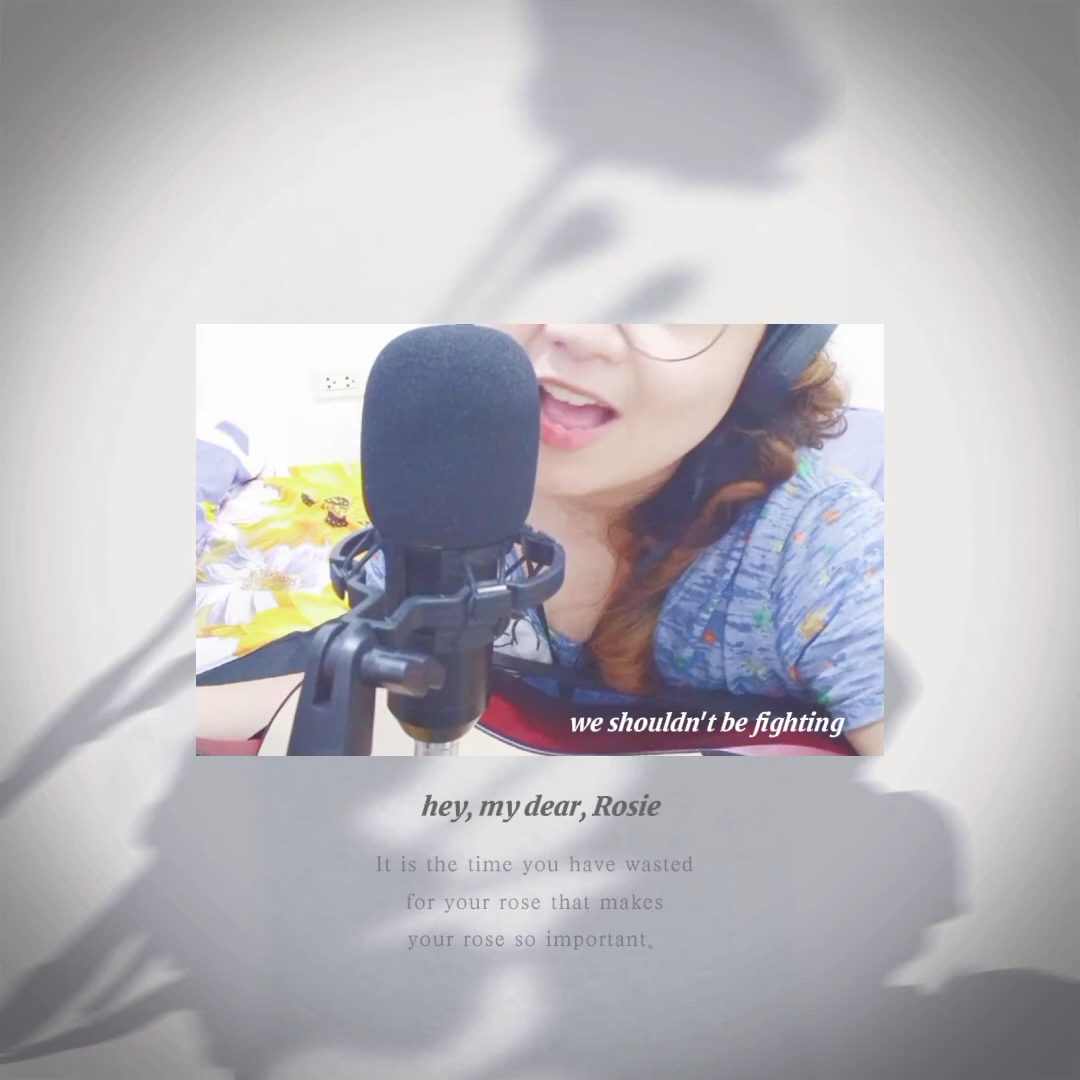 we shouldn't be fighting
hey, my dear, Rosie
It is the time you have wasted
for your rose that makes
your rose so important.